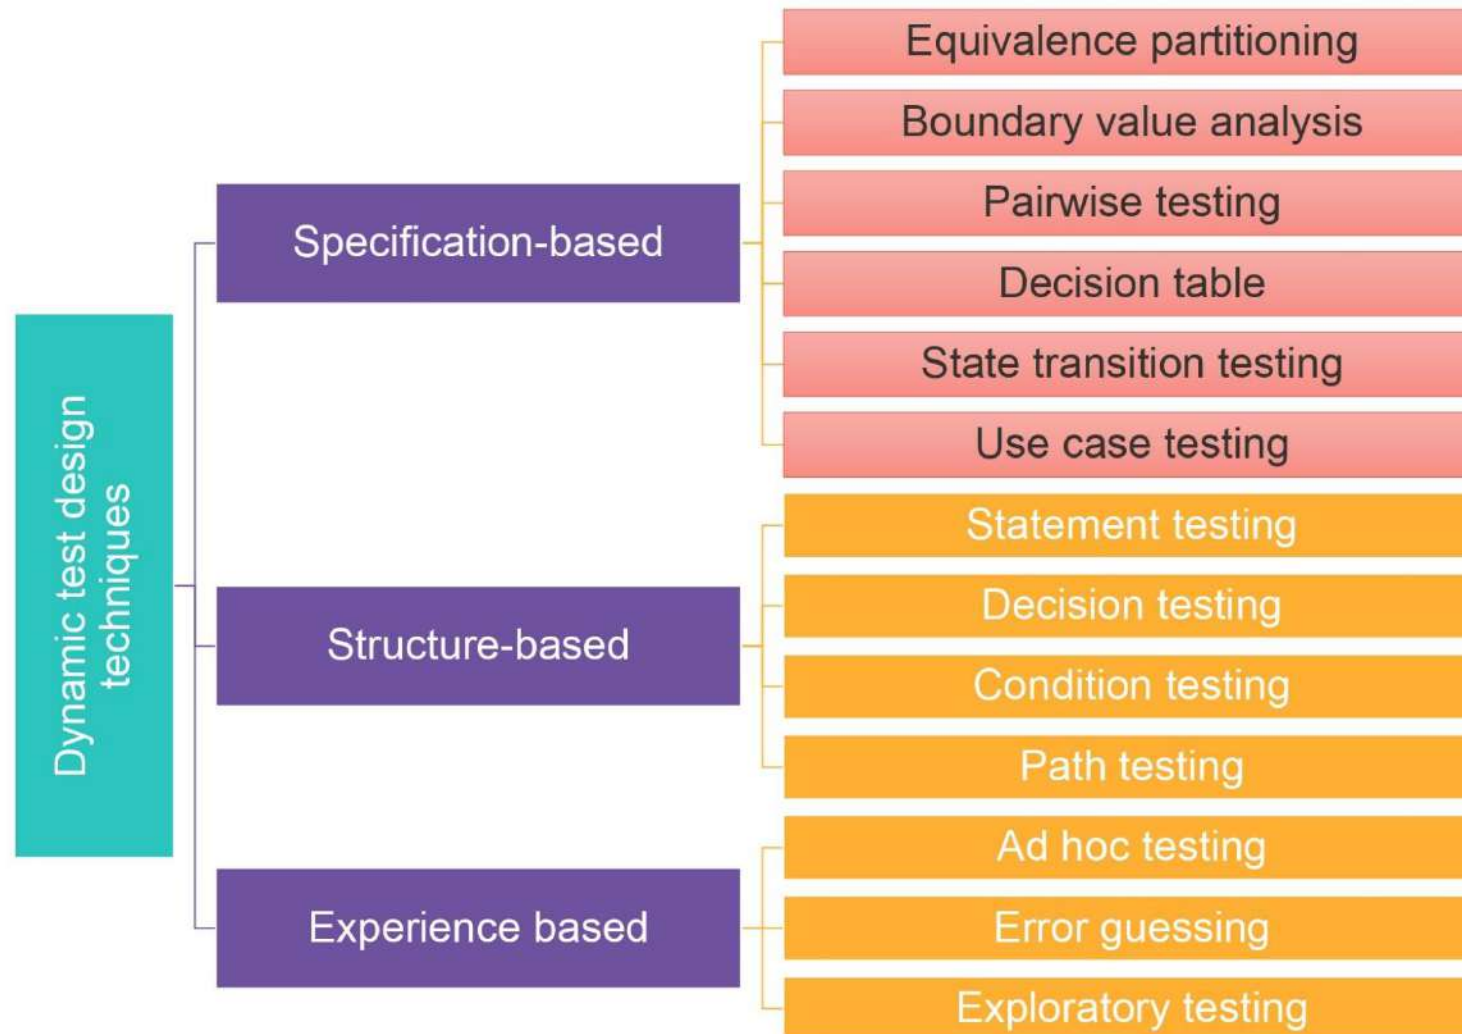 Dynamic test design
techniques
Specification-based
Equivalence partitioning
Boundary value analysis
Pairwise testing
Decision table
State transition testing
Use case testing
Structure-based
Statement testing
Decision testing
Condition testing
Path testing
Experience based
Ad hoc testing
Error guessing
Exploratory testing